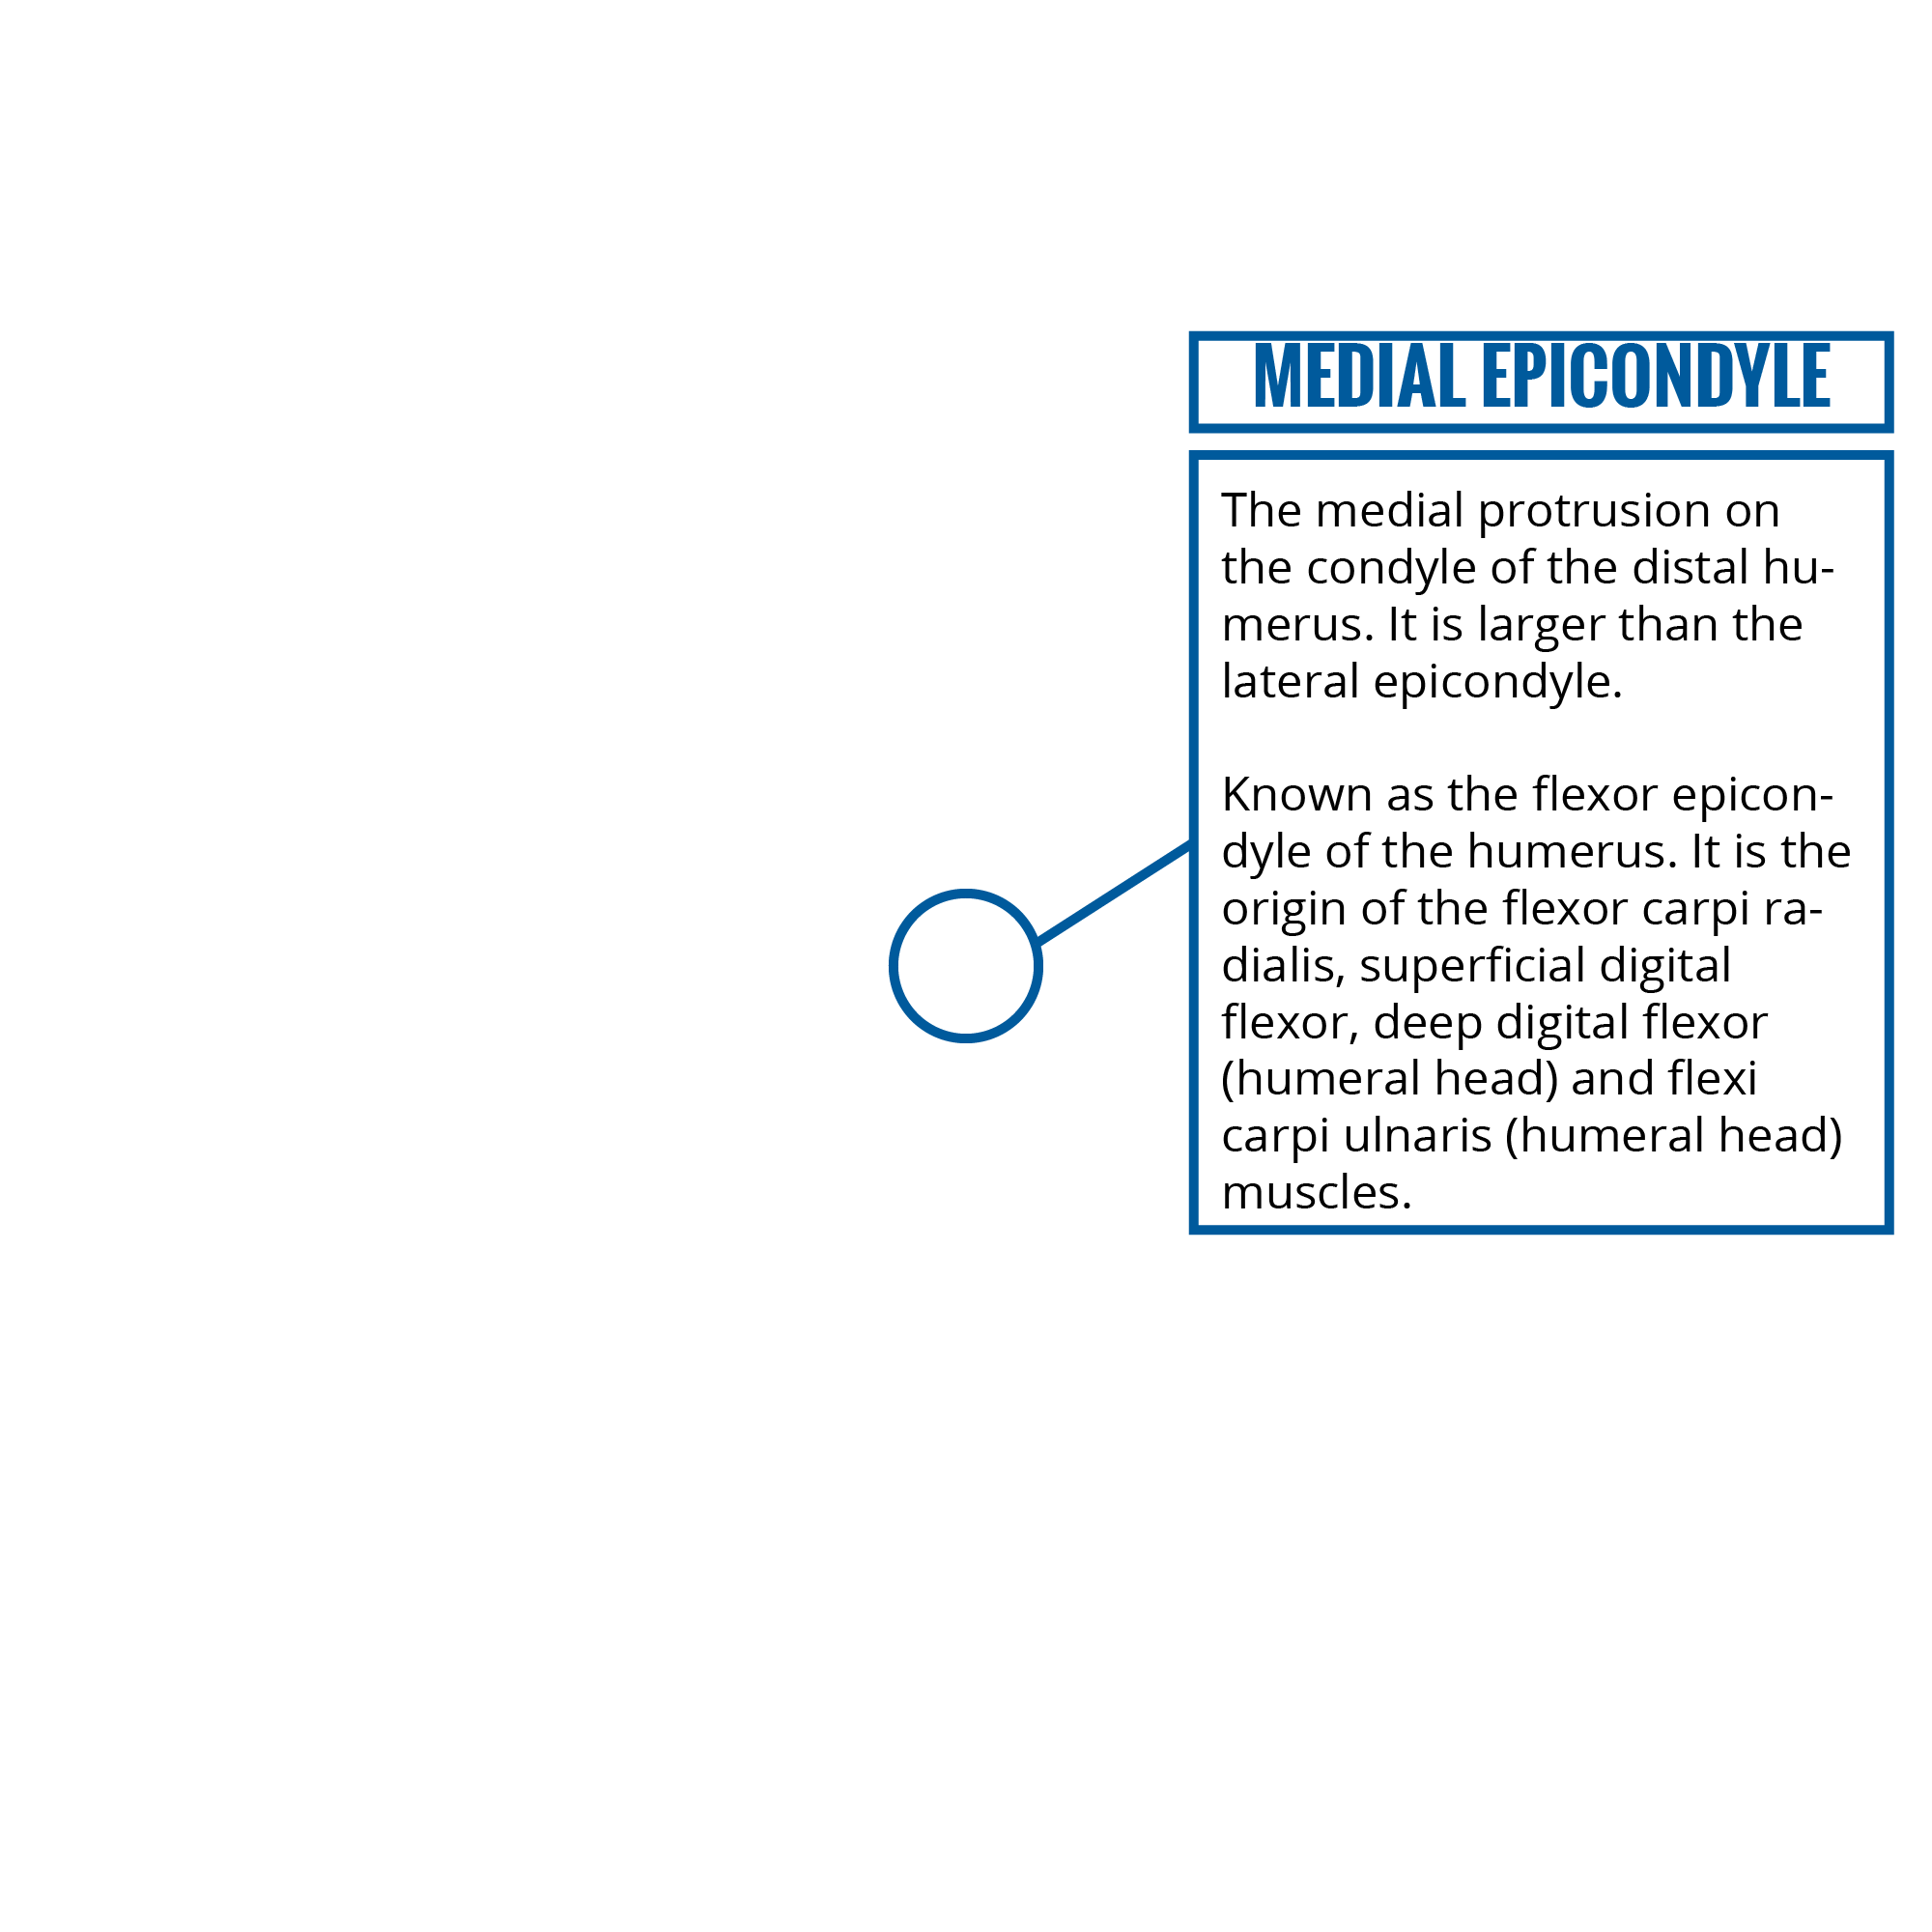 MEDIAL EPICONDYLE
The medial protrusion on
the condyle of the distal hu-
merus. It is larger than the
lateral epicondyle.
Known as the flexor epicon-
dyle of the humerus. It is the
origin of the flexor carpi ra-
dialis, superficial digital
flexor, deep digital flexor
(humeral head) and flexi
carpi ulnaris (humeral head)
muscles.